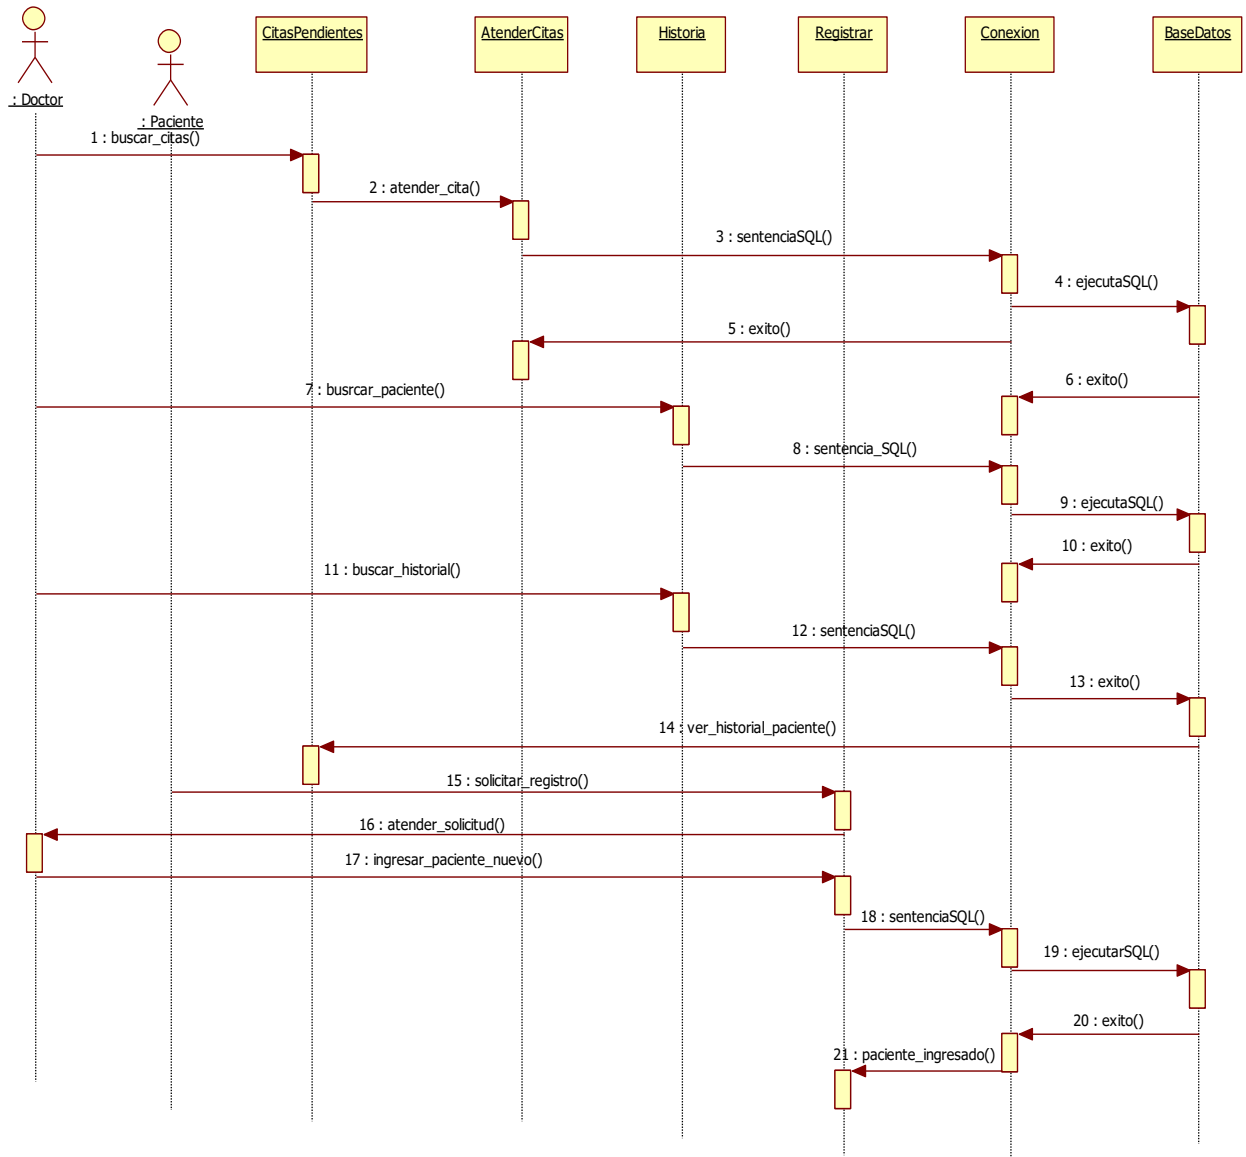 CitasPendientes
AtenderCitas
Historia
Registrar
Conexion
BaseDatos
: Doctor
: Paciente
1 : buscar_citas()
2 : atender_cita()
3 : sentenciaSQL()
4 : ejecutaSQL()
5 : exito()
6 : exito()
7 : busrcar_paciente()
8 : sentencia_SQL()
9 : ejecutaSQL()
10 : exito()
11 : buscar_historial()
12 : sentenciaSQL()
13 : exito()
14 : ver_historial_paciente()
15 : solicitar_registro()
16 : atender_solicitud()
17 : ingresar_paciente_nuevo()
18 : sentenciaSQL()
19 : ejecutarSQL()
20 : exito()
21 : paciente_ingresado()